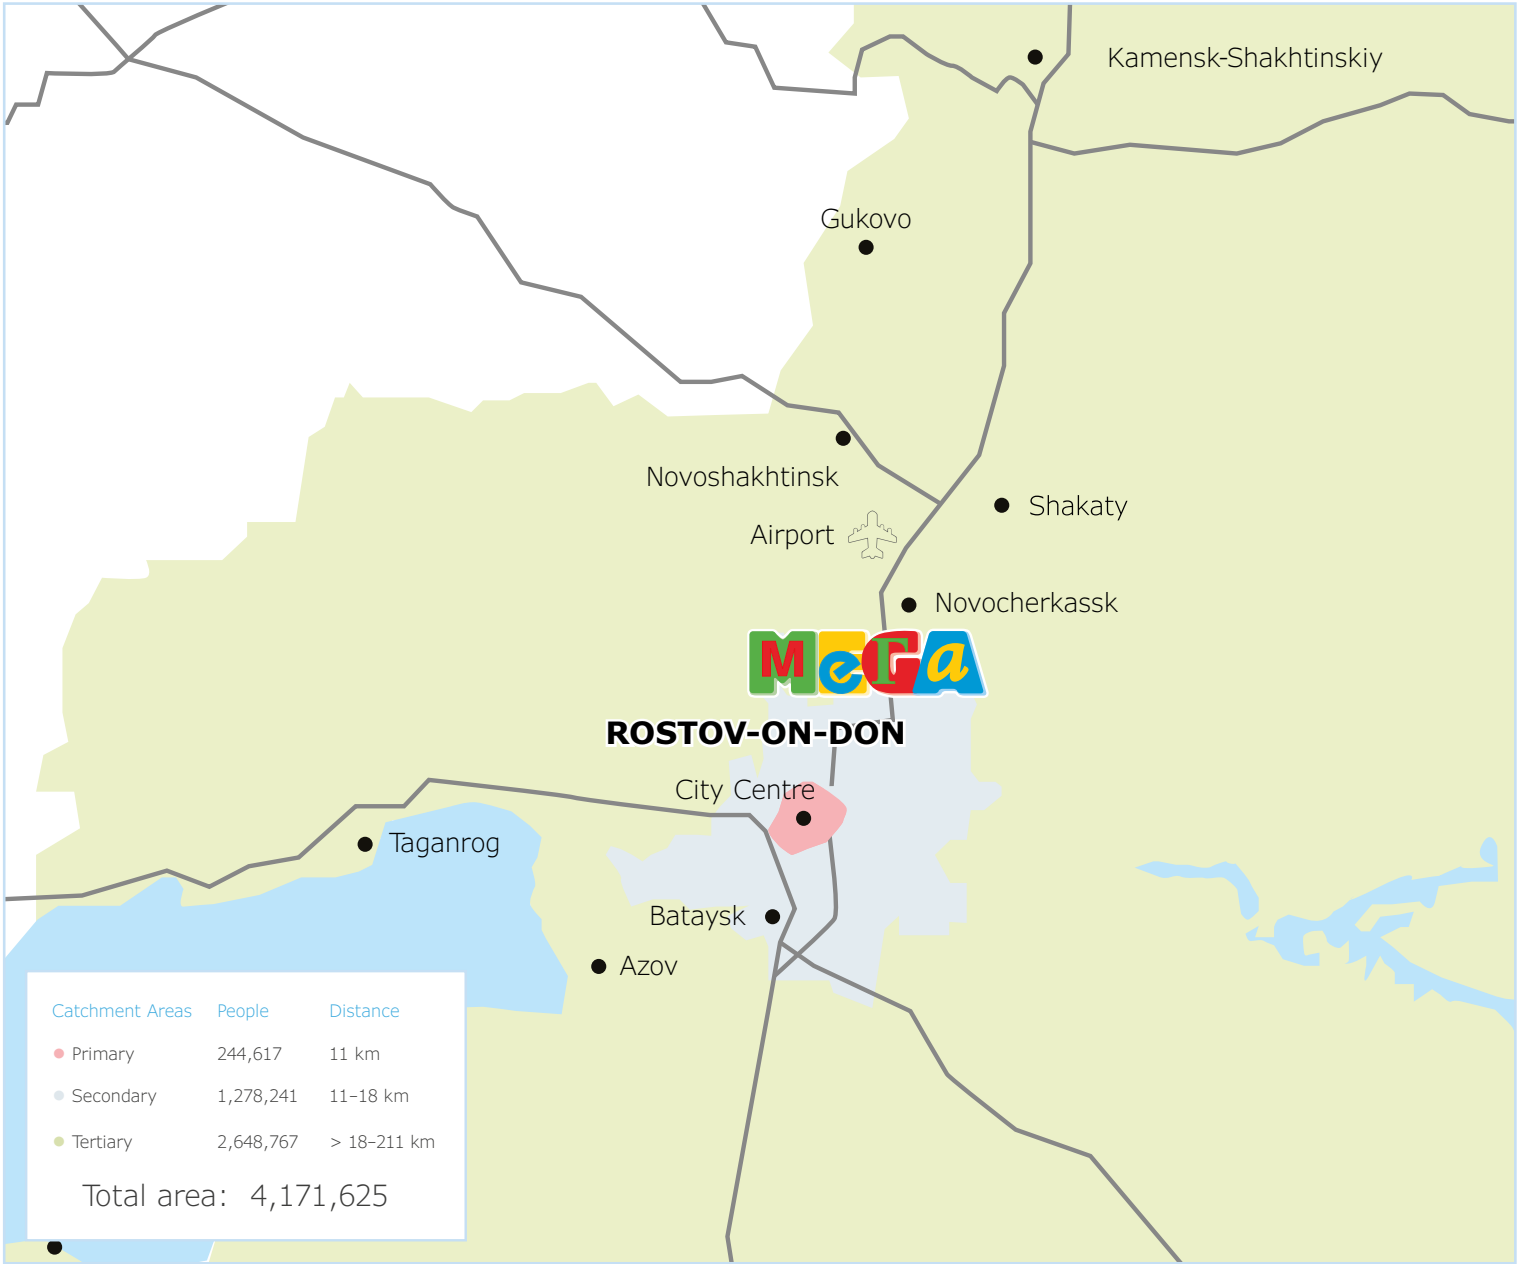 Kamensk-Shakhtinskiy
Gukovo
Novoshakhtinsk
Shakaty
Airport
Novocherkassk
МЕГА
ROSTOV-ON-DON
City Centre
Taganrog
Bataysk
Azov
Catchment Areas People Distance
Primary 244,617 11 km
Secondary 1,278,241 11–18 km
Tertiary 2,648,767 > 18–211 km
Total area: 4,171,625